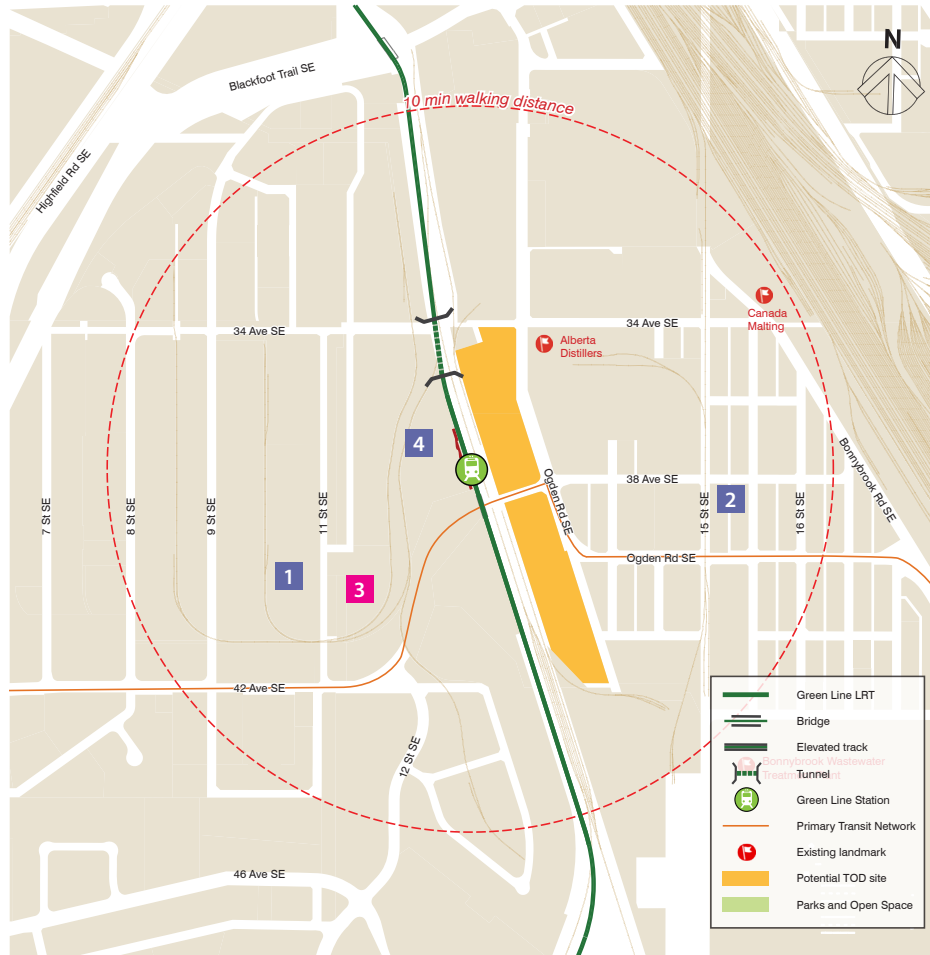 N
Blackfoot Trail SE
10 min walking distance
Highfield Rd SE
Canada
Malting
34 Ave SE
34 Ave SE
Alberta
Distillers
4
Bonnybrook Rd SE
38 Ave SE
2
7 St SE
8 St SE
9 St SE
11 St SE
Ogden Rd SE
15 St SE
16 St SE
Ogden Rd SE
1
3
42 Ave SE
12 St SE
46 Ave SE
Green Line LRT
Bridge
Elevated track
Bonnybrook Wastewater
Tunnel
Green Line Station
Primary Transit Network
Existing landmark
Potential TOD site
Parks and Open Space